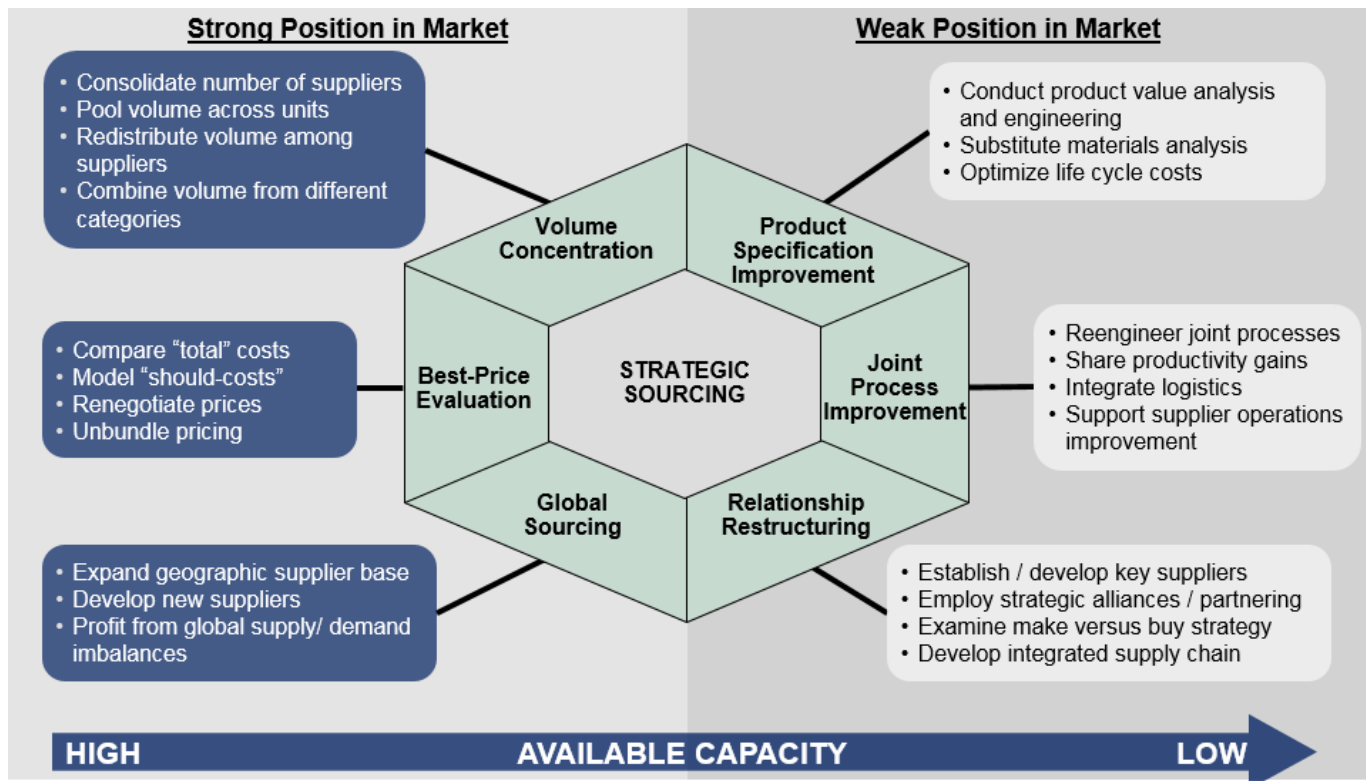 Strong Position in Market
Weak Position in Market
• Consolidate number of suppliers
• Pool volume across units
• Redistribute volume among
suppliers
• Combine volume from different
categories
• Conduct product value analysis
and engineering
• Substitute materials analysis
• Optimize life cycle costs
Volume
Concentration
Product
Specification
Improvement
• Compare “total” costs
• Model “should-costs”
• Renegotiate prices
• Unbundle pricing
Best-Price
Evaluation
STRATEGIC
SOURCING
Joint
Process
Improvement
• Reengineer joint processes
• Share productivity gains
• Integrate logistics
• Support supplier operations
improvement
Global
Sourcing
Relationship
Restructuring
• Expand geographic supplier base
• Develop new suppliers
• Profit from global supply/ demand
imbalances
• Establish / develop key suppliers
• Employ strategic alliances / partnering
• Examine make versus buy strategy
• Develop integrated supply chain
HIGH AVAILABLE CAPACITY LOW